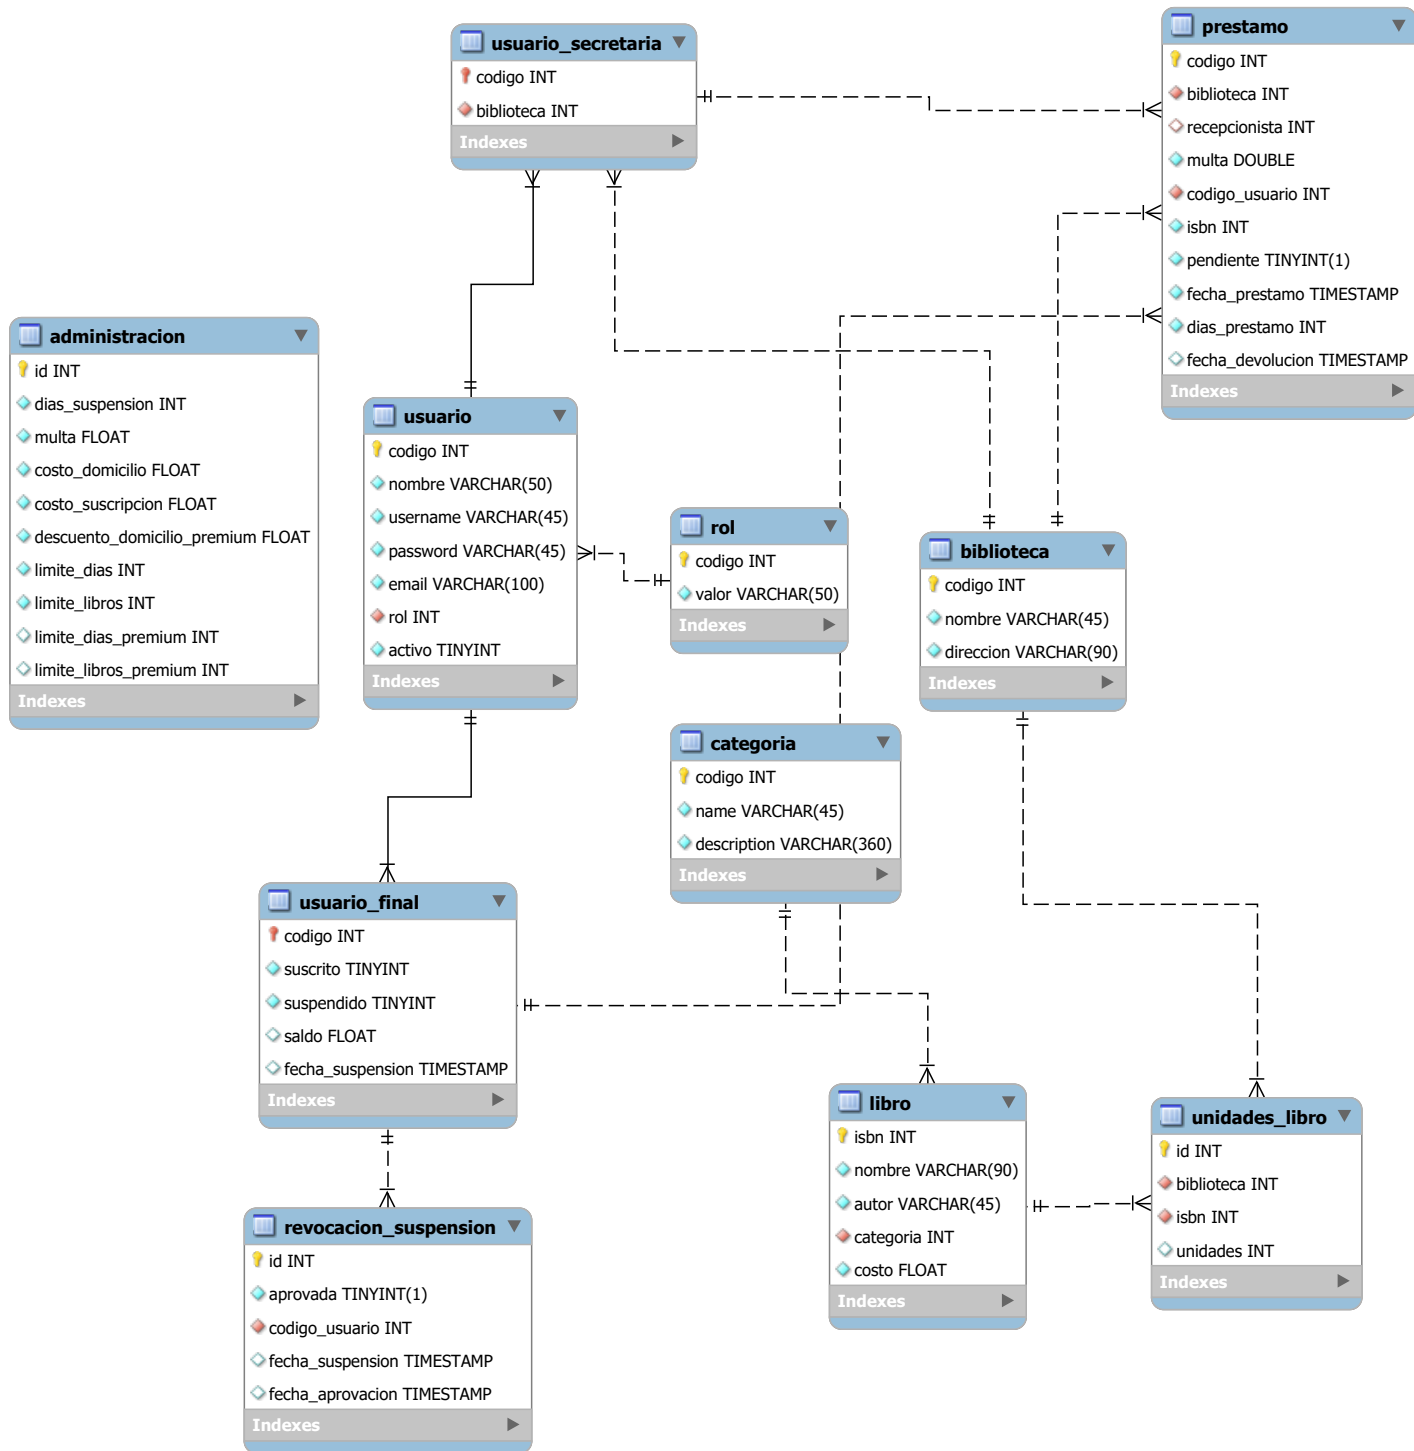 usuario_secretaria
codigo INT
biblioteca INT
Indexes
prestamo
codigo INT
biblioteca INT
recepcionista INT
multa DOUBLE
codigo_usuario INT
isbn INT
pendiente TINYINT(1)
fecha_prestamo TIMESTAMP
dias_prestamo INT
fecha_devolucion TIMESTAMP
Indexes
administracion
id INT
dias_suspension INT
multa FLOAT
costo_domicilio FLOAT
costo_suscripcion FLOAT
descuento_domicilio_premium FLOAT
limite_dias INT
limite_libros INT
limite_dias_premium INT
limite_libros_premium INT
Indexes
usuario
codigo INT
nombre VARCHAR(50)
username VARCHAR(45)
password VARCHAR(45)
email VARCHAR(100)
rol INT
activo TINYINT
Indexes
rol
codigo INT
valor VARCHAR(50)
Indexes
biblioteca
codigo INT
nombre VARCHAR(45)
direccion VARCHAR(90)
Indexes
categoria
codigo INT
name VARCHAR(45)
description VARCHAR(360)
Indexes
usuario_final
codigo INT
suscrito TINYINT
suspendido TINYINT
saldo FLOAT
fecha_suspension TIMESTAMP
Indexes
libro
isbn INT
nombre VARCHAR(90)
autor VARCHAR(45)
categoria INT
costo FLOAT
Indexes
unidades_libro
id INT
biblioteca INT
isbn INT
unidades INT
Indexes
revocacion_suspension
id INT
aprovada TINYINT(1)
codigo_usuario INT
fecha_suspension TIMESTAMP
fecha_aprovacion TIMESTAMP
Indexes